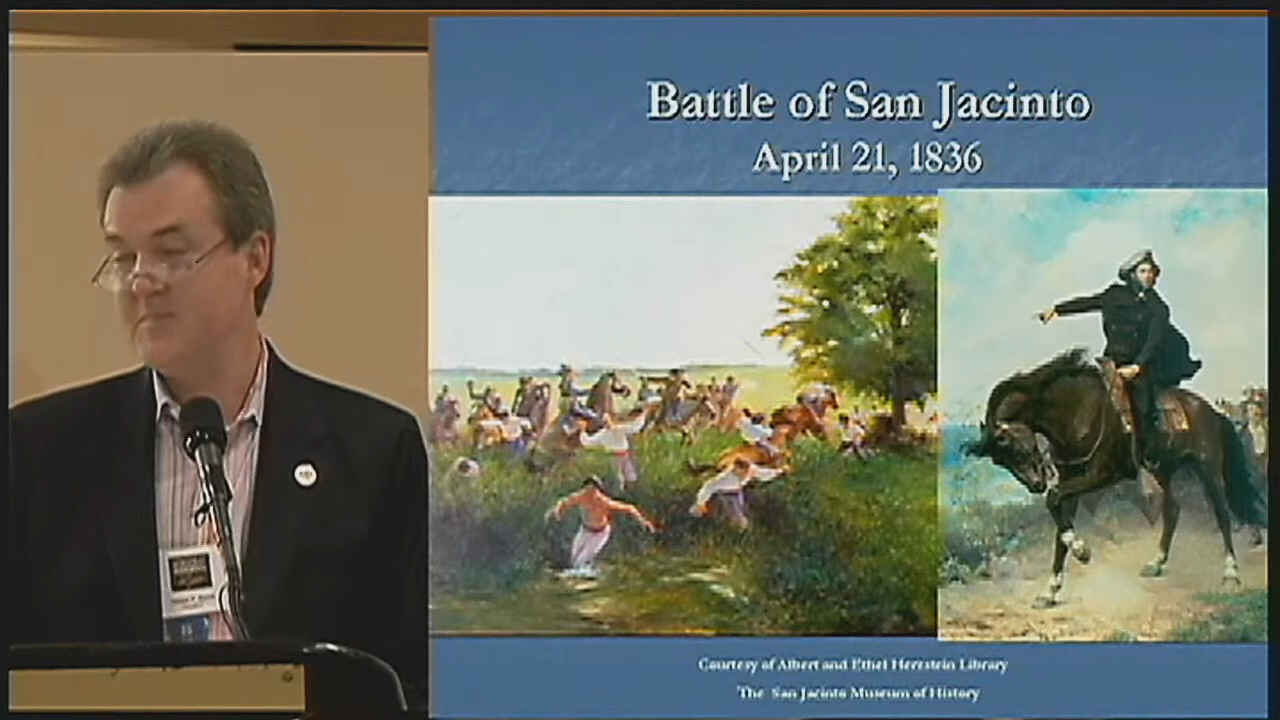 Battle of San Jacinto
April 21, 1836
Courtesy of Albert and Ethel Herzstein Library
The San Jacinto Museum of History